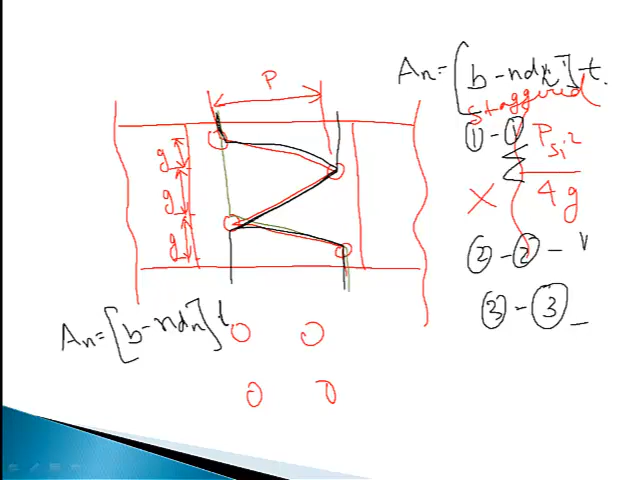 An=[b-ndn]t.
staggered
P
1-1
Psi²
4g
g
g
g
X
2-2-
An=[b-ndn]t
3-3-